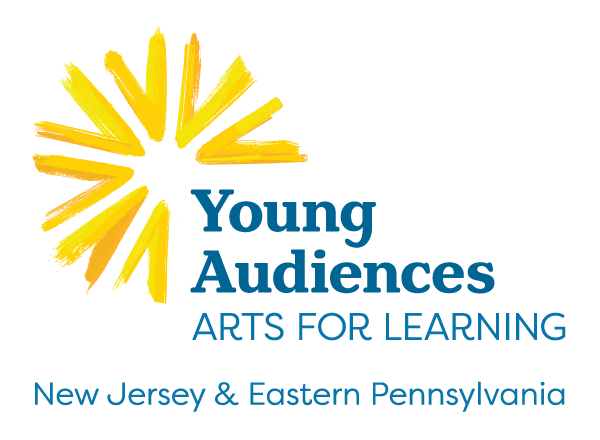 Young
Audiences
ARTS FOR LEARNING
New Jersey & Eastern Pennsylvania